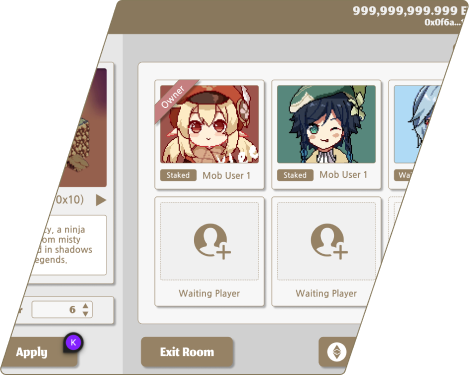 999,999,999.999 E
0x0f6a...
Owner
Staked Mob User 1
Staked Mob User 1
Wa
0x10)
ty, a ninja
om misty
d in shadows
egends.
Waiting Player
Waiting Player
6
Apply
K
Exit Room